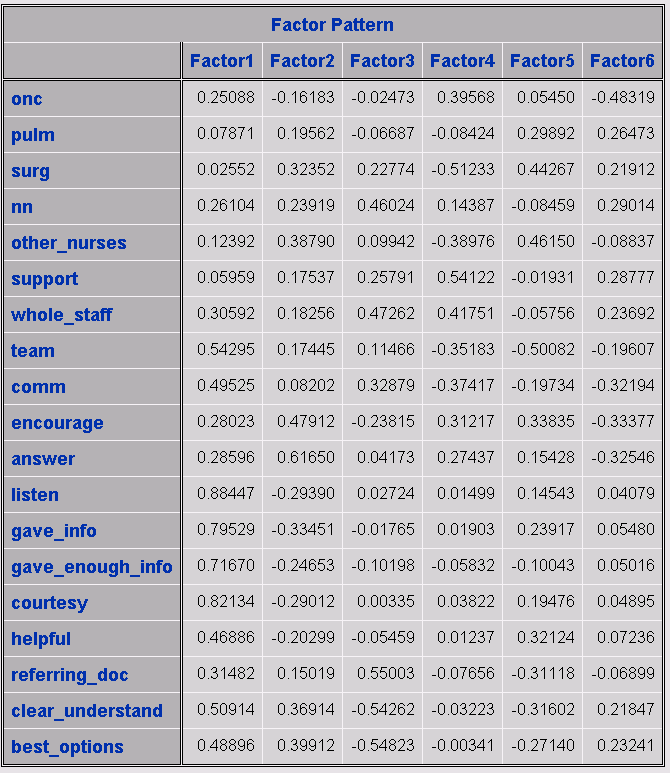 Factor Pattern
Factor1 Factor2 Factor3 Factor4 Factor5 Factor6
onc 0.25088 -0.16183 -0.02473 0.39568 0.05450 -0.48319
pulm 0.07871 0.19562 -0.06687 -0.08424 0.29892 0.26473
surg 0.02552 0.32352 0.22774 -0.51233 0.44267 0.21912
nn 0.26104 0.23919 0.46024 0.14387 -0.08459 0.29014
other_nurses 0.12392 0.38790 0.09942 -0.38976 0.46150 -0.08837
support 0.05959 0.17537 0.25791 0.54122 -0.01931 0.28777
whole_staff 0.30592 0.18256 0.47262 0.41751 -0.05756 0.23692
team 0.54295 0.17445 0.11466 -0.35183 -0.50082 -0.19607
comm 0.49525 0.08202 0.32879 -0.37417 -0.19734 -0.32194
encourage 0.28023 0.47912 -0.23815 0.31217 0.33835 -0.33377
answer 0.28596 0.61650 0.04173 0.27437 0.15428 -0.32546
listen 0.88447 -0.29390 0.02724 0.01499 0.14543 0.04079
gave_info 0.79529 -0.33451 -0.01765 0.01903 0.23917 0.05480
gave_enough_info 0.71670 -0.24653 -0.10198 -0.05832 -0.10043 0.05016
courtesy 0.82134 -0.29012 0.00335 0.03822 0.19476 0.04895
helpful 0.46886 -0.20299 -0.05459 0.01237 0.32124 0.07236
referring_doc 0.31482 0.15019 0.55003 -0.07656 -0.31118 -0.06899
clear_understand 0.50914 0.36914 -0.54262 -0.03223 -0.31602 0.21847
best_options 0.48896 0.39912 -0.54823 -0.00341 -0.27140 0.23241